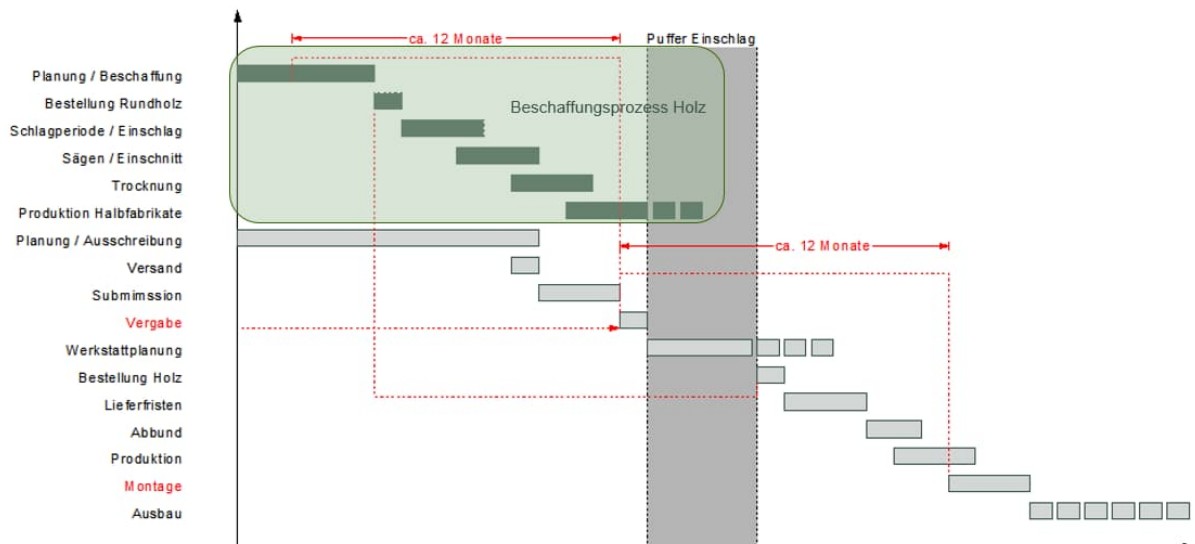 ca. 12 Monate
Puffer Einschlag
Planung / Beschaffung
Bestellung Rundholz
Beschaffungsprozess Holz
Schlagperiode / Einschlag
Sägen / Einschnitt
Trocknung
Produktion Halbfabrikate
Planung / Ausschreibung
ca. 12 Monate
Versand
Submimssion
Vergabe
Werkstattplanung
Bestellung Holz
Lieferfristen
Abbund
Produktion
Montage
Ausbau